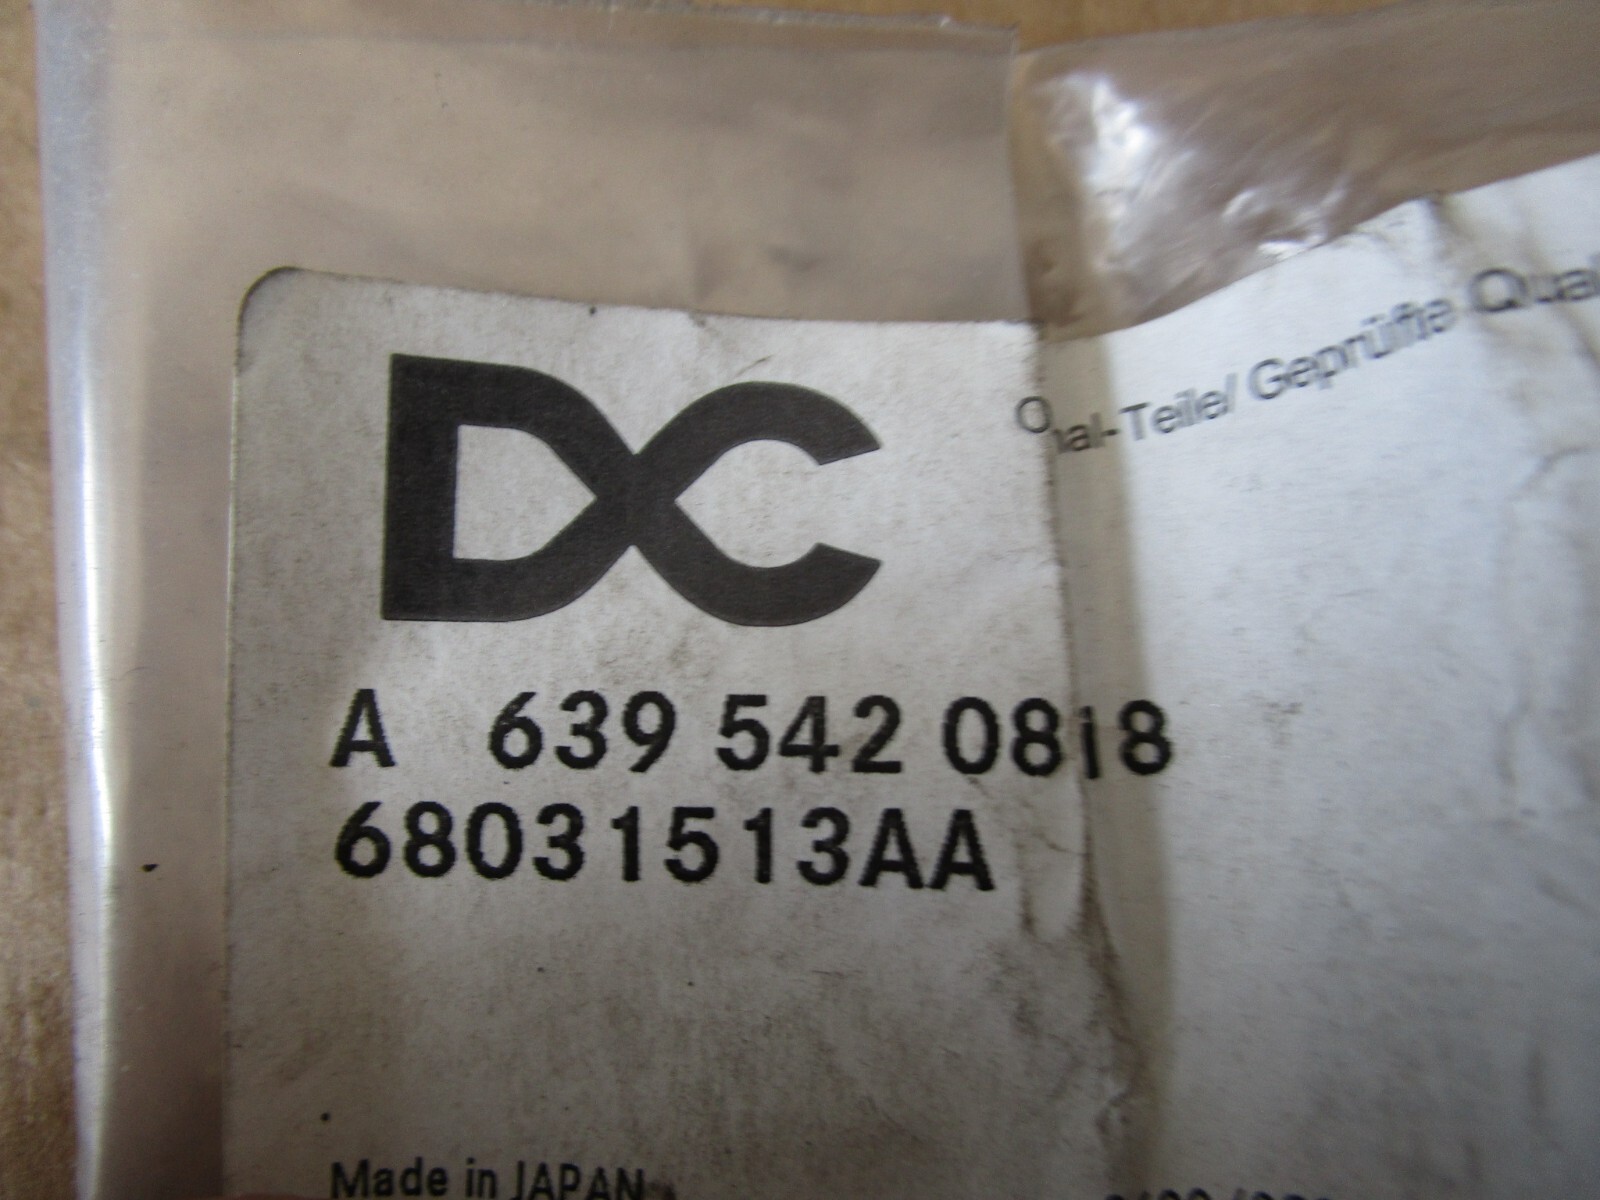 DC
-Teile/ Geprüfte
A 639 542 0818
68031513AA
Made in JAPAN